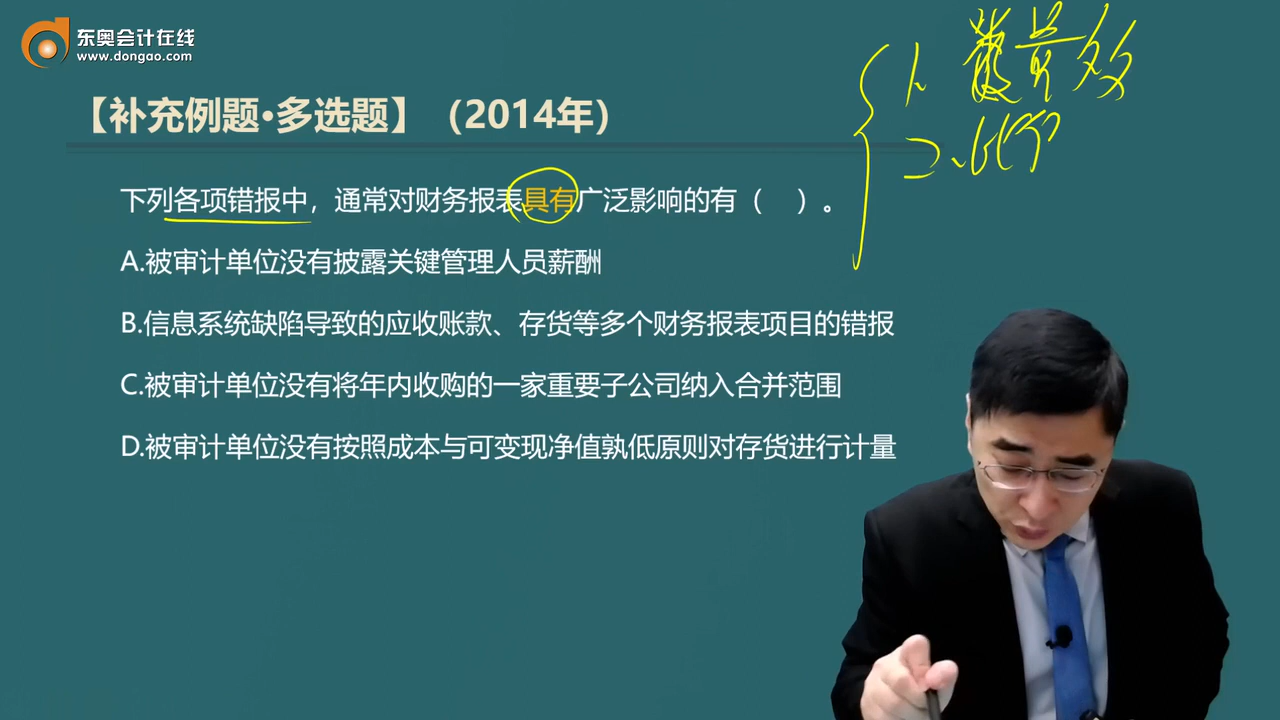 东奥会计在线
www.dongao.com
【补充例题•多选题】（2014年）
1. 数量多
2.
下列各项错报中，通常对财务报表具有广泛影响的有（ ）。
A.被审计单位没有披露关键管理人员薪酬
B.信息系统缺陷导致的应收账款、存货等多个财务报表项目的错报
C.被审计单位没有将年内收购的一家重要子公司纳入合并范围
D.被审计单位没有按照成本与可变现净值孰低原则对存货进行计量